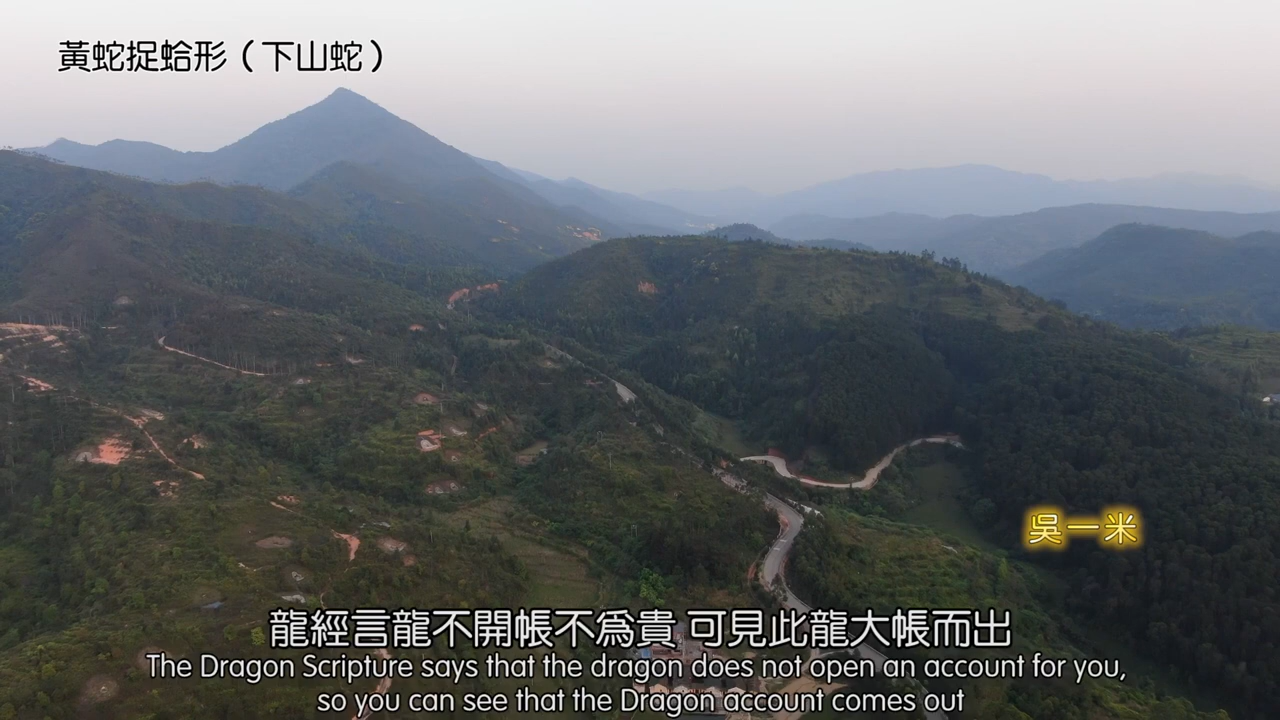 黃蛇捉蛤形（下山蛇）
吳一米
龍經言龍不開帳不為貴 可見此龍大帳而出
The Dragon Scripture says that the dragon does not open an account for you,
so you can see that the Dragon account comes out